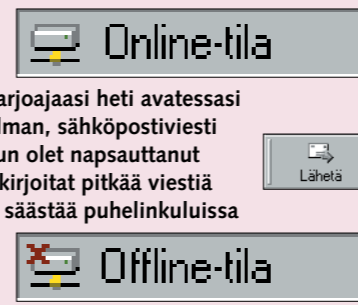 Online-tila
arjoajaasi heti avatessasi
lman, sähköpostiviesti
un olet napsauttanut
kirjoitat pitkää viestiä
säästää puhelinkuluissa
Lähetä
Offline-tila